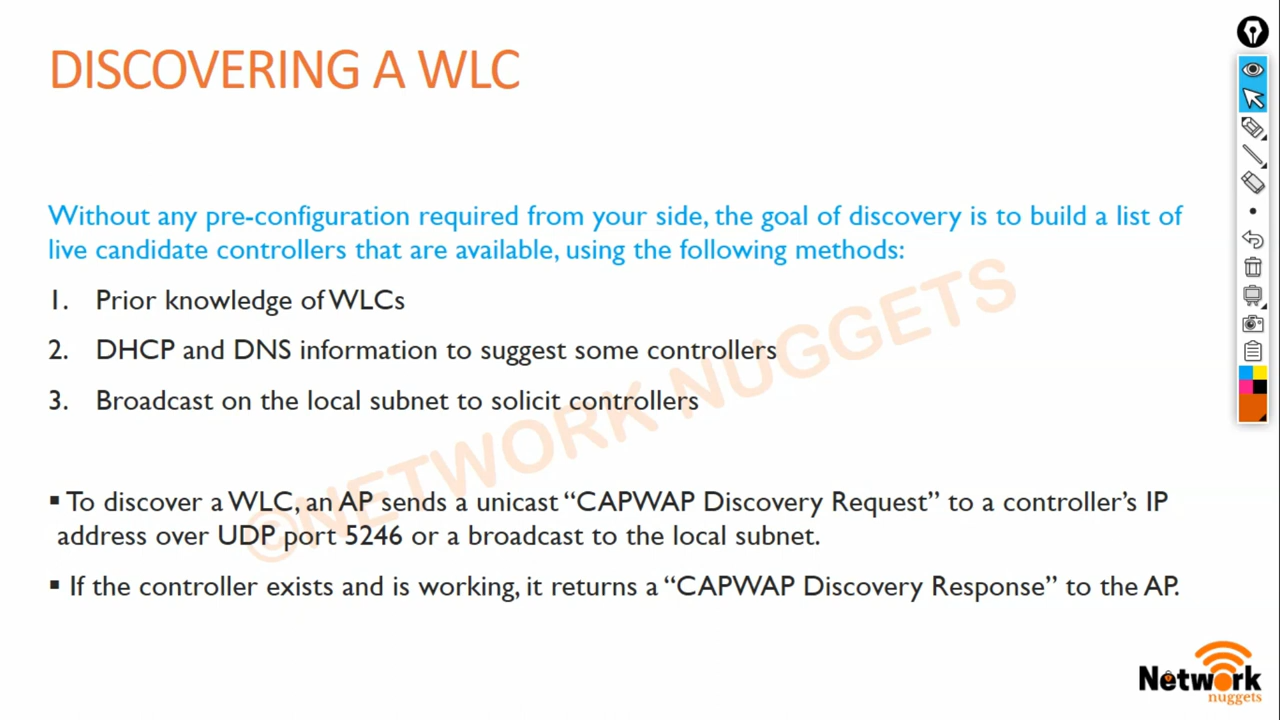 DISCOVERING A WLC
Without any pre-configuration required from your side, the goal of discovery is to build a list of
live candidate controllers that are available, using the following methods:
1. Prior knowledge of WLCs
2. DHCP and DNS information to suggest some controllers
3. Broadcast on the local subnet to solicit controllers
©NETWORK NUGGETS
▪ To discover a WLC, an AP sends a unicast “CAPWAP Discovery Request” to a controller’s IP
address over UDP port 5246 or a broadcast to the local subnet.
▪ If the controller exists and is working, it returns a “CAPWAP Discovery Response” to the AP.
Network
nuggets